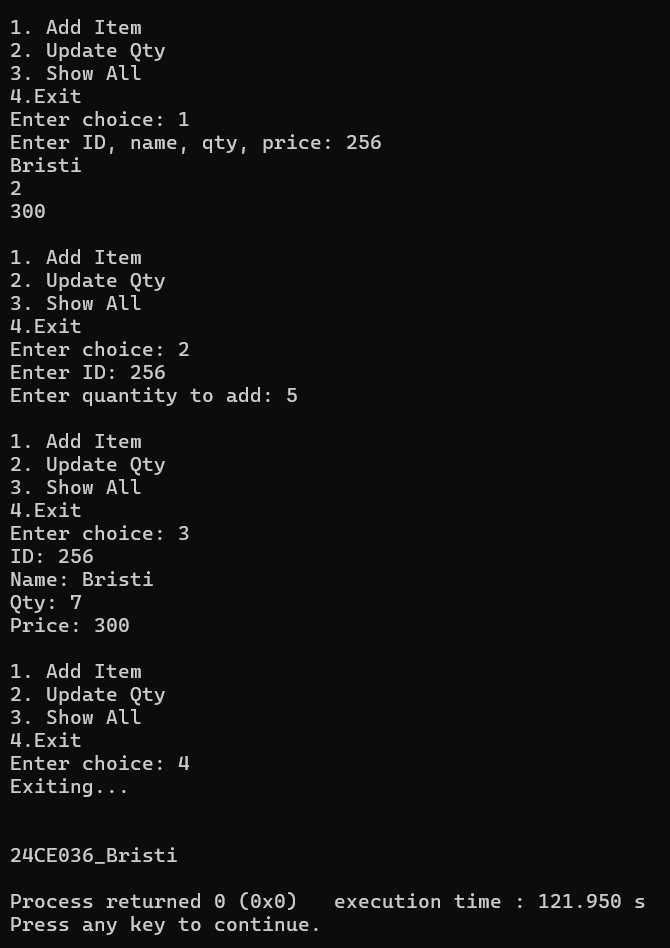 1. Add Item
2. Update Qty
3. Show All
4.Exit
Enter choice: 1
Enter ID, name, qty, price: 256
Bristi
2
300
1. Add Item
2. Update Qty
3. Show All
4.Exit
Enter choice: 2
Enter ID: 256
Enter quantity to add: 5
1. Add Item
2. Update Qty
3. Show All
4.Exit
Enter choice: 3
ID: 256
Name: Bristi
Qty: 7
Price: 300
1. Add Item
2. Update Qty
3. Show All
4.Exit
Enter choice: 4
Exiting...
24CE036_Bristi
Process returned 0 (0x0)   execution time : 121.950 s
Press any key to continue.